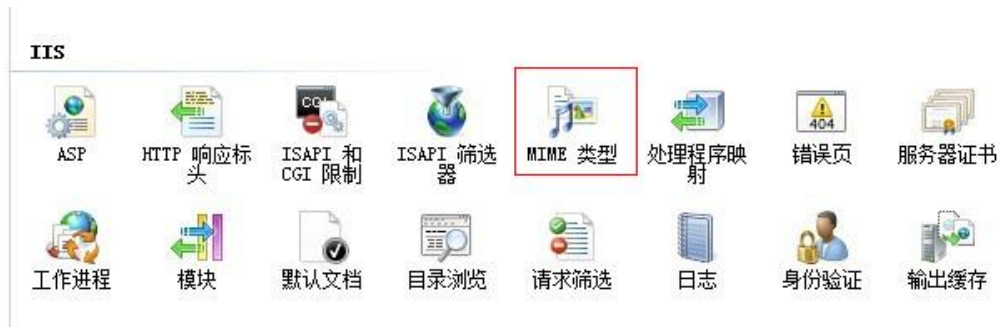 IIS
CGI
404
ASP
HTTP 响应标
头
ISAPI 和
CGI 限制
ISAPI 筛选
器
MIME 类型
处理程序映
射
错误页
服务器证书
工作进程
模块
默认文档
目录浏览
请求筛选
日志
身份验证
输出缓存